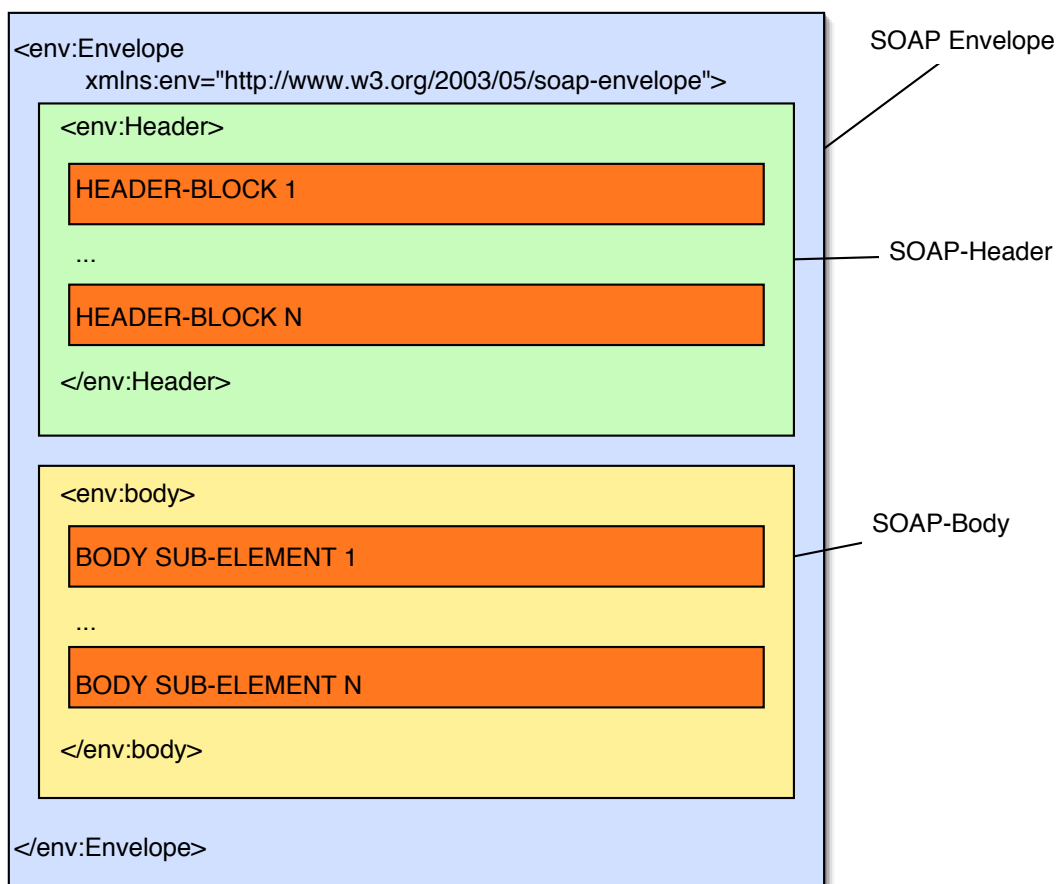 <env:Envelope
xmlns:env="http://www.w3.org/2003/05/soap-envelope">
<env:Header>
HEADER-BLOCK 1
...
HEADER-BLOCK N
</env:Header>
<env:body>
BODY SUB-ELEMENT 1
...
BODY SUB-ELEMENT N
</env:body>
</env:Envelope>
SOAP Envelope
SOAP-Header
SOAP-Body